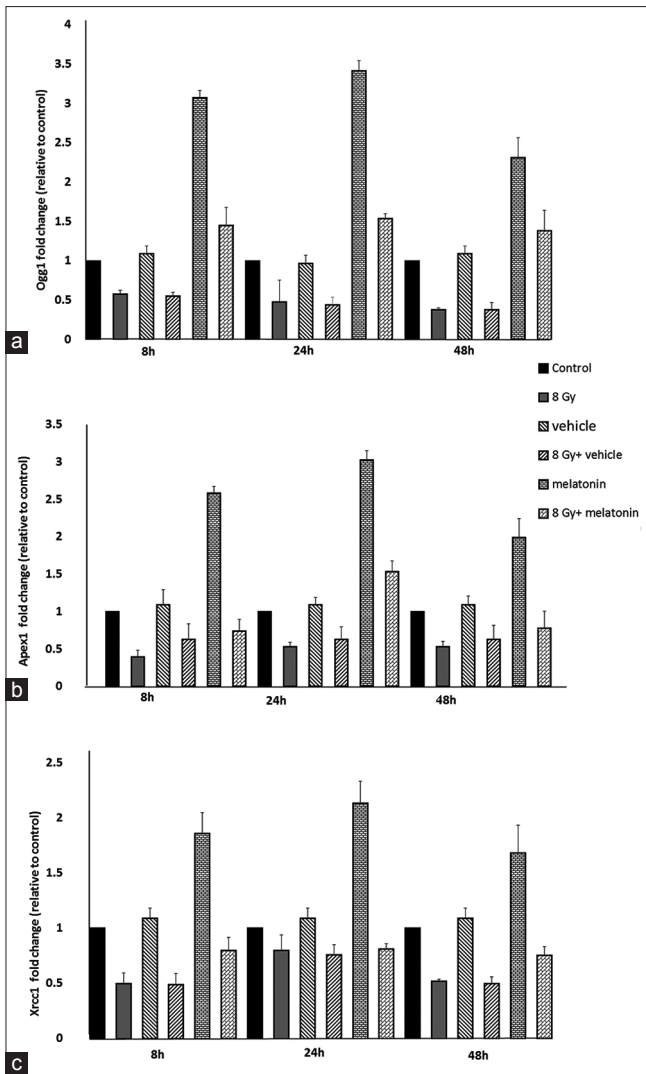 4
3.5
3
2.5
2
1.5
1
0.5
0
Ogg1 fold change (relative to control)
8h
24h
48h
a
Control
8 Gy
vehicle
8 Gy+ vehicle
melatonin
8 Gy+ melatonin
3.5
3
2.5
2
1.5
1
0.5
0
Apex1 fold change (relative to control)
8h
24h
48h
b
2.5
2
1.5
1
0.5
0
Xrcc1 fold change (relative to control)
8h
24h
48h
c